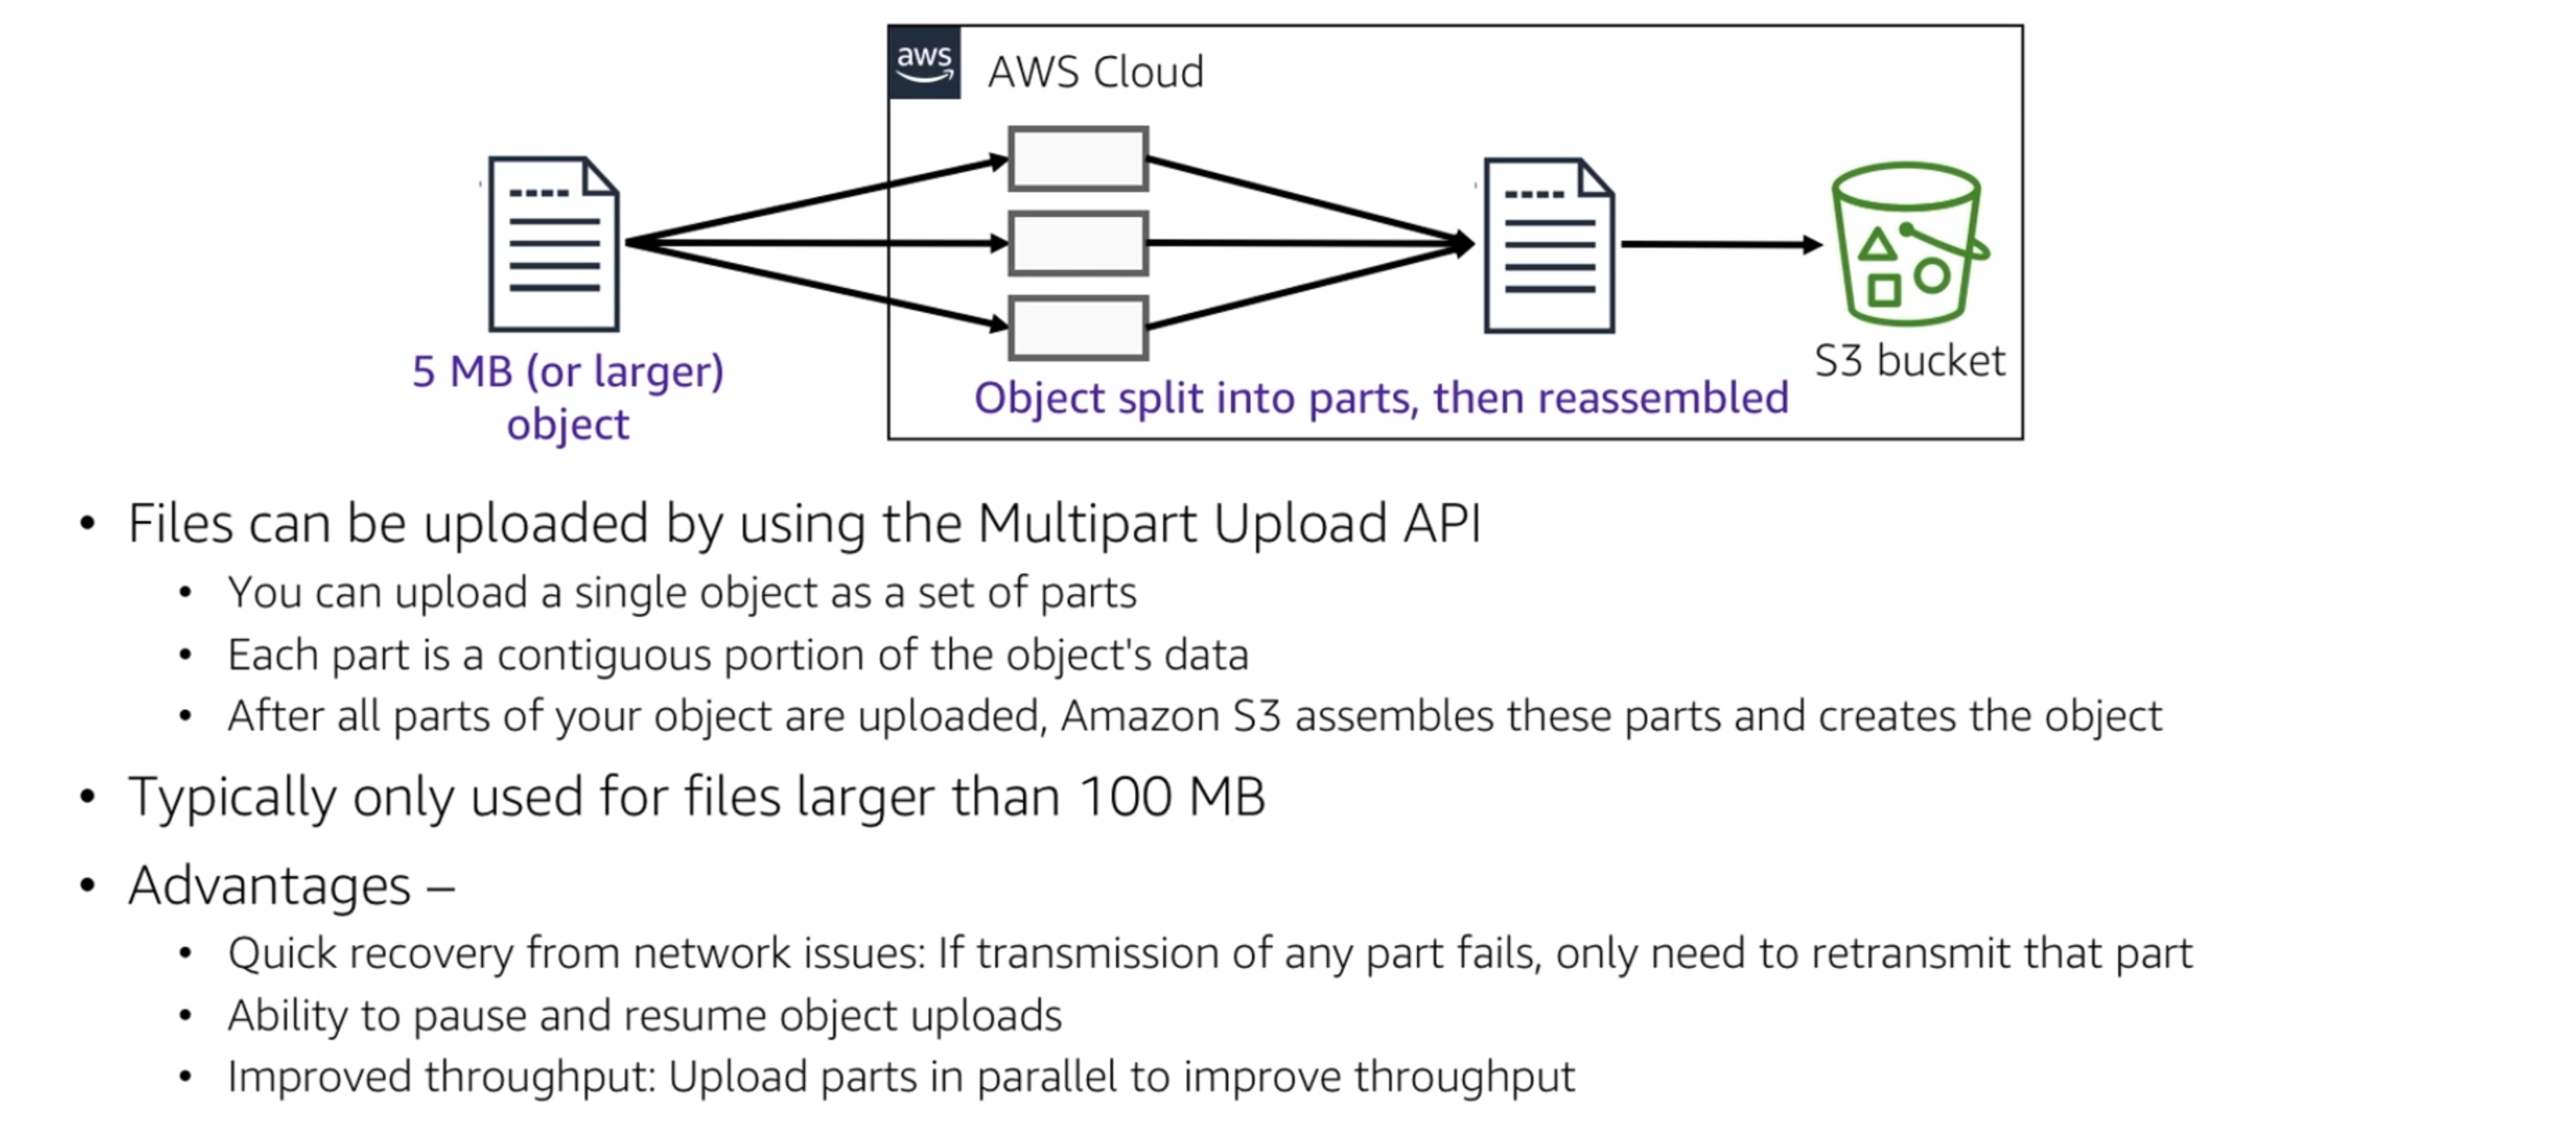 aws
AWS Cloud
5 MB (or larger)
object
Object split into parts, then reassembled
S3 bucket
• Files can be uploaded by using the Multipart Upload API
• You can upload a single object as a set of parts
• Each part is a contiguous portion of the object's data
• After all parts of your object are uploaded, Amazon S3 assembles these parts and creates the object
• Typically only used for files larger than 100 MB
• Advantages –
• Quick recovery from network issues: If transmission of any part fails, only need to retransmit that part
• Ability to pause and resume object uploads
• Improved throughput: Upload parts in parallel to improve throughput